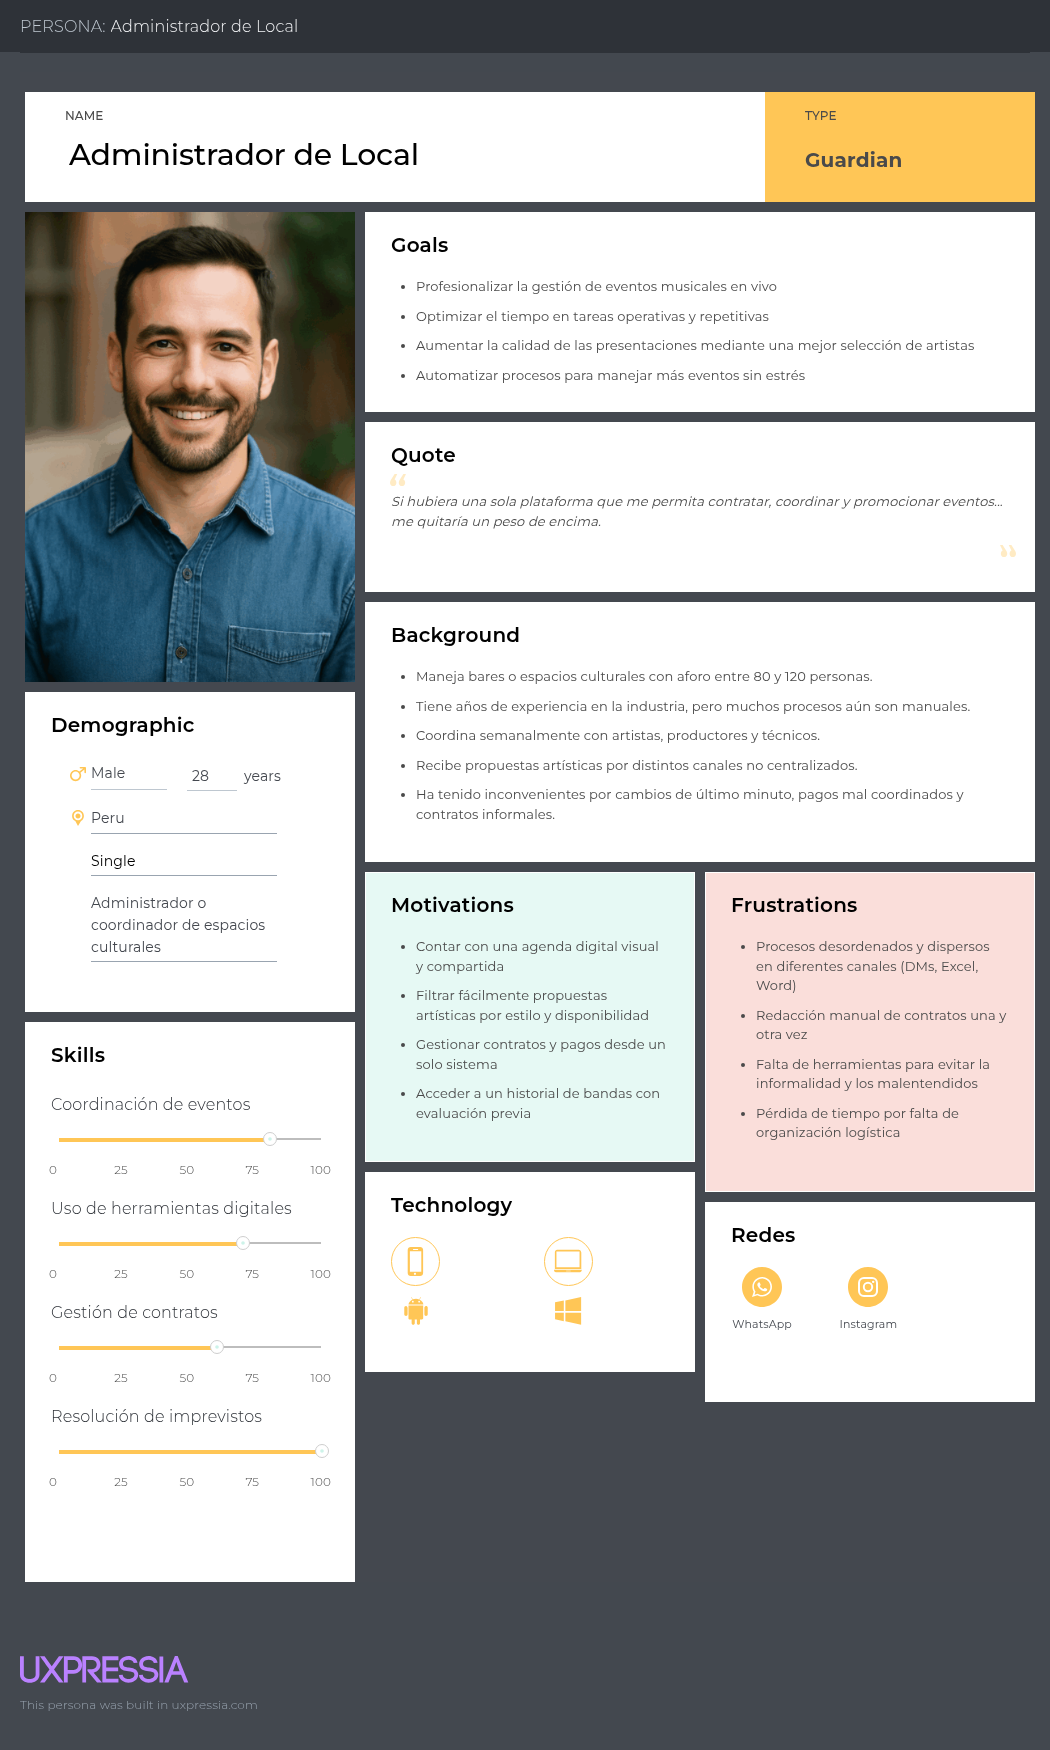 PERSONA: Administrador de Local
NAME
Administrador de Local
TYPE
Guardian
Goals
Profesionalizar la gestión de eventos musicales en vivo
Optimizar el tiempo en tareas operativas y repetitivas
Aumentar la calidad de las presentaciones mediante una mejor selección de artistas
Automatizar procesos para manejar más eventos sin estrés
Quote
“
Si hubiera una sola plataforma que me permita contratar, coordinar y promocionar eventos...
me quitaría un peso de encima.
”
Background
Maneja bares o espacios culturales con aforo entre 80 y 120 personas.
Tiene años de experiencia en la industria, pero muchos procesos aún son manuales.
Coordina semanalmente con artistas, productores y técnicos.
Recibe propuestas artísticas por distintos canales no centralizados.
Ha tenido inconvenientes por cambios de último minuto, pagos mal coordinados y
contratos informales.
Demographic
Male 28 years
Peru
Single
Administrador o
coordinador de espacios
culturales
Skills
Coordinación de eventos
0 25 50 75 100
Uso de herramientas digitales
0 25 50 75 100
Gestión de contratos
0 25 50 75 100
Resolución de imprevistos
0 25 50 75 100
Motivations
Contar con una agenda digital visual
y compartida
Filtrar fácilmente propuestas
artísticas por estilo y disponibilidad
Gestionar contratos y pagos desde un
solo sistema
Acceder a un historial de bandas con
evaluación previa
Frustrations
Procesos desordenados y dispersos
en diferentes canales (DMs, Excel,
Word)
Redacción manual de contratos una y
otra vez
Falta de herramientas para evitar la
informalidad y los malentendidos
Pérdida de tiempo por falta de
organización logística
Technology
Redes
WhatsApp Instagram
UXPRESSIA
This persona was built in uxpressia.com